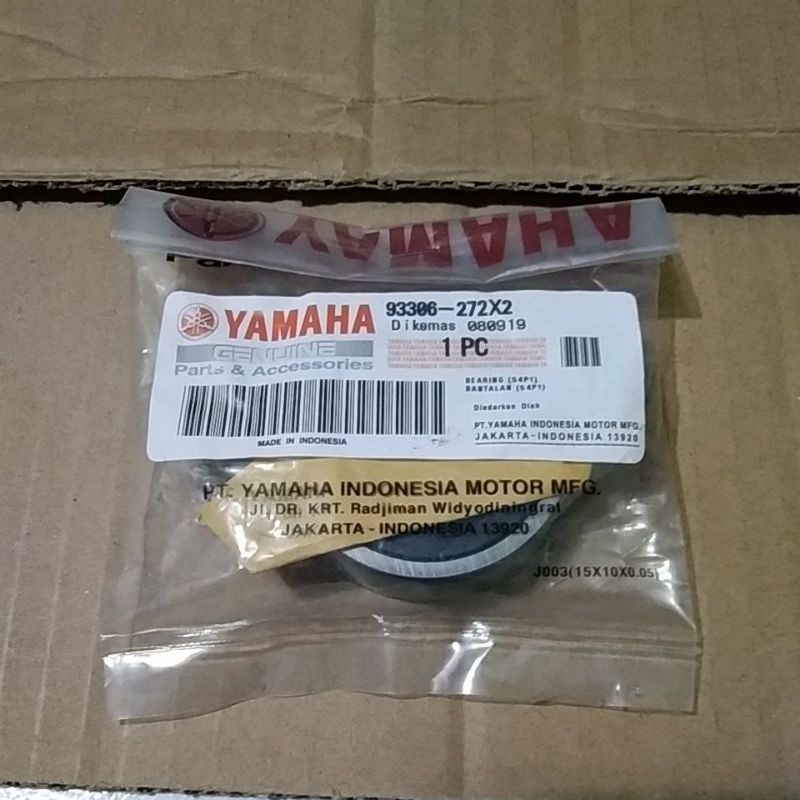 YAMAHA
YAMAHA
93306-272X2
Dikemas 080919
GENUINE
Parts & Accessories
1 PC
BEARING (S4P1)
BANTALAN (S4P1)
Diedarkan Oleh
PT.YAMAHA INDONESIA MOTOR MFG.
JAKARTA-INDONESIA 13920
MADE IN INDONESIA
PT. YAMAHA INDONESIA MOTOR MFG.
Jl. DR. KRT. Radjiman Widyodiningrat
JAKARTA - INDONESIA 13920
J003(15X10X0.05)